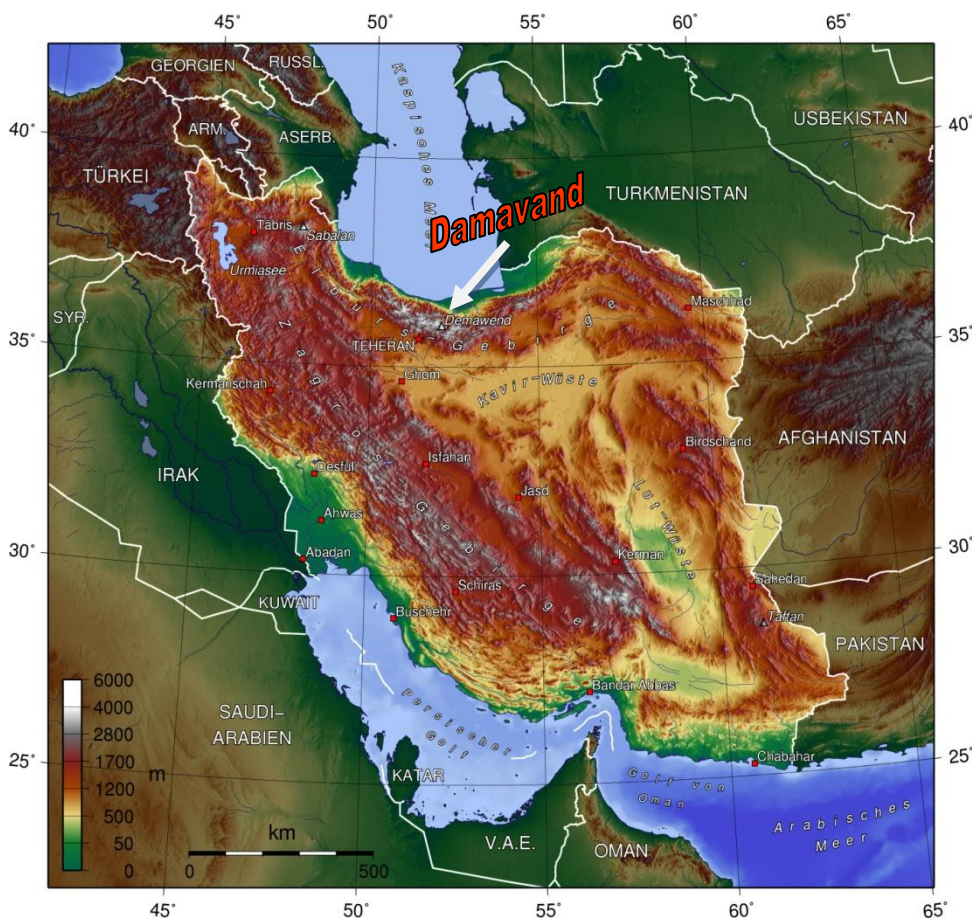 45°
50°
55°
60°
65°
GEORGIEN
RUSSL.
Kaspisches Meer
USBEKISTAN
40°
40°
ARM.
ASERB.
TÜRKEI
TURKMENISTAN
Damavand
Täbris
Sabalan
Urmiasee
Elburs-Gebirge
Maschhad
Demawend
SYR.
35°
35°
TEHERAN
Zagros-Gebirge
Kermanschah
Ghom
Kavir-Wüste
Birdschand
AFGHANISTAN
Isfahan
IRAK
Desful
Jasd
Lut-Wüste
Ahwas
30°
30°
Abadan
Kerman
Sahedan
KUWAIT
Schiras
Buschehr
Taftan
PAKISTAN
Bandar Abbas
6000
4000
2800
1700
1200
500
50
0
m
SAUDI-
ARABIEN
Persischer
Golf
25°
25°
KATAR
Chabahar
Golf von
Oman
Arabisches
Meer
km
0
500
V.A.E.
OMAN
45°
50°
55°
60°
65°